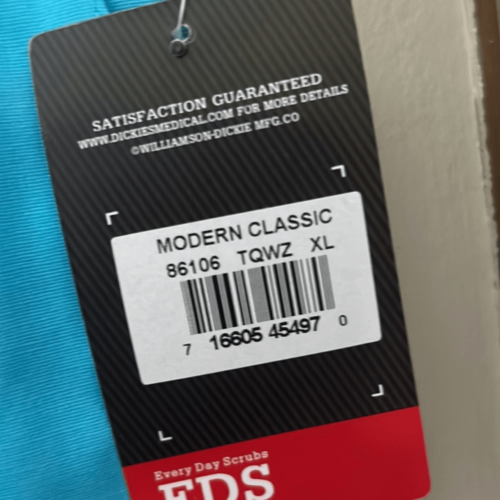 SATISFACTION GUARANTEED
WWW.DICKIESMEDICAL.COM FOR MORE DETAILS
©WILLIAMSON-DICKIE MFG.CO
MODERN CLASSIC
86106 TQWZ XL
7 16605 45497 0
Every Day Scrubs
EDS